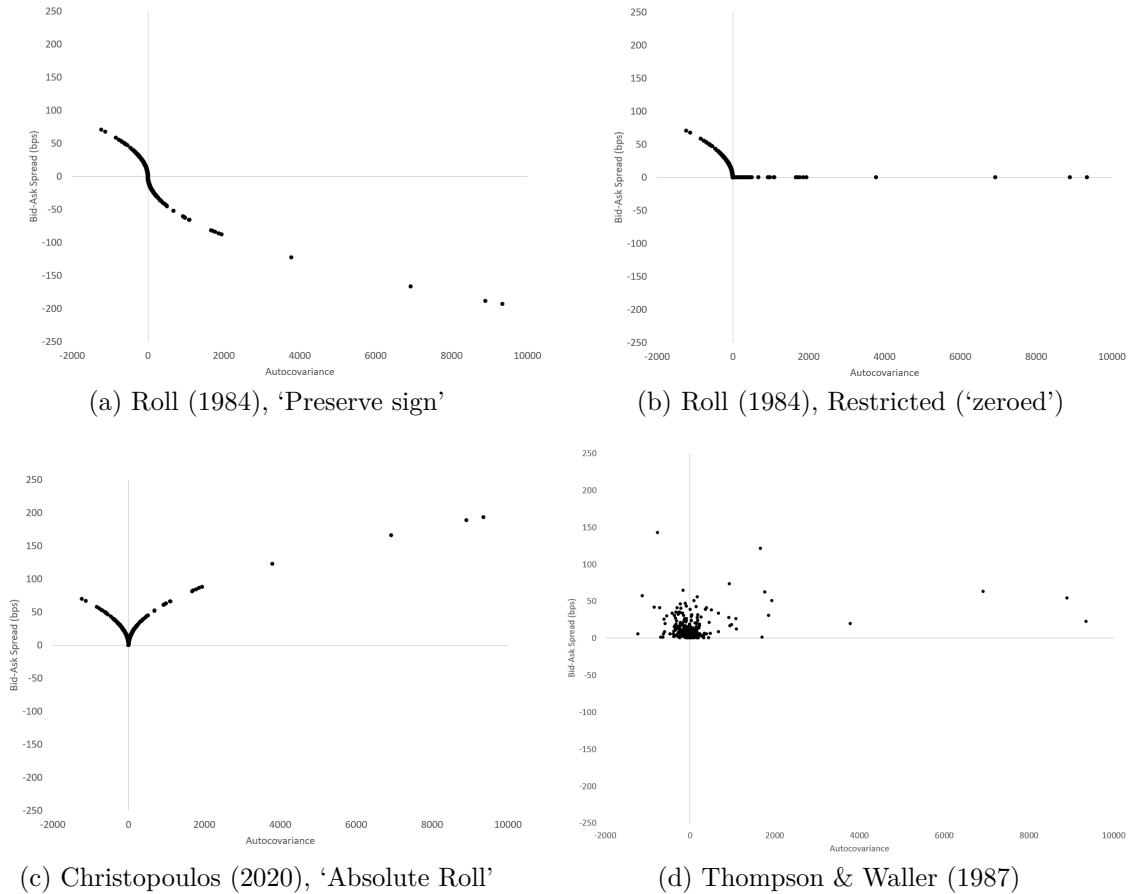 250
200
150
100
50
0
-50
-100
-150
-200
-250
Bid-Ask Spread (bps)
-2000 0 2000 4000 6000 8000 10000
Autocovariance
(a) Roll (1984), ‘Preserve sign’
250
200
150
100
50
0
-50
-100
-150
-200
-250
Bid-Ask Spread (bps)
-2000 0 2000 4000 6000 8000 10000
Autocovariance
(b) Roll (1984), Restricted (‘zeroed’)
250
200
150
100
50
0
-50
-100
-150
-200
-250
Bid-Ask Spread (bps)
-2000 0 2000 4000 6000 8000 10000
Autocovariance
(c) Christopoulos (2020), ‘Absolute Roll’
250
200
150
100
50
0
-50
-100
-150
-200
-250
Bid-Ask Spread (bps)
-2000 0 2000 4000 6000 8000 10000
Autocovariance
(d) Thompson & Waller (1987)